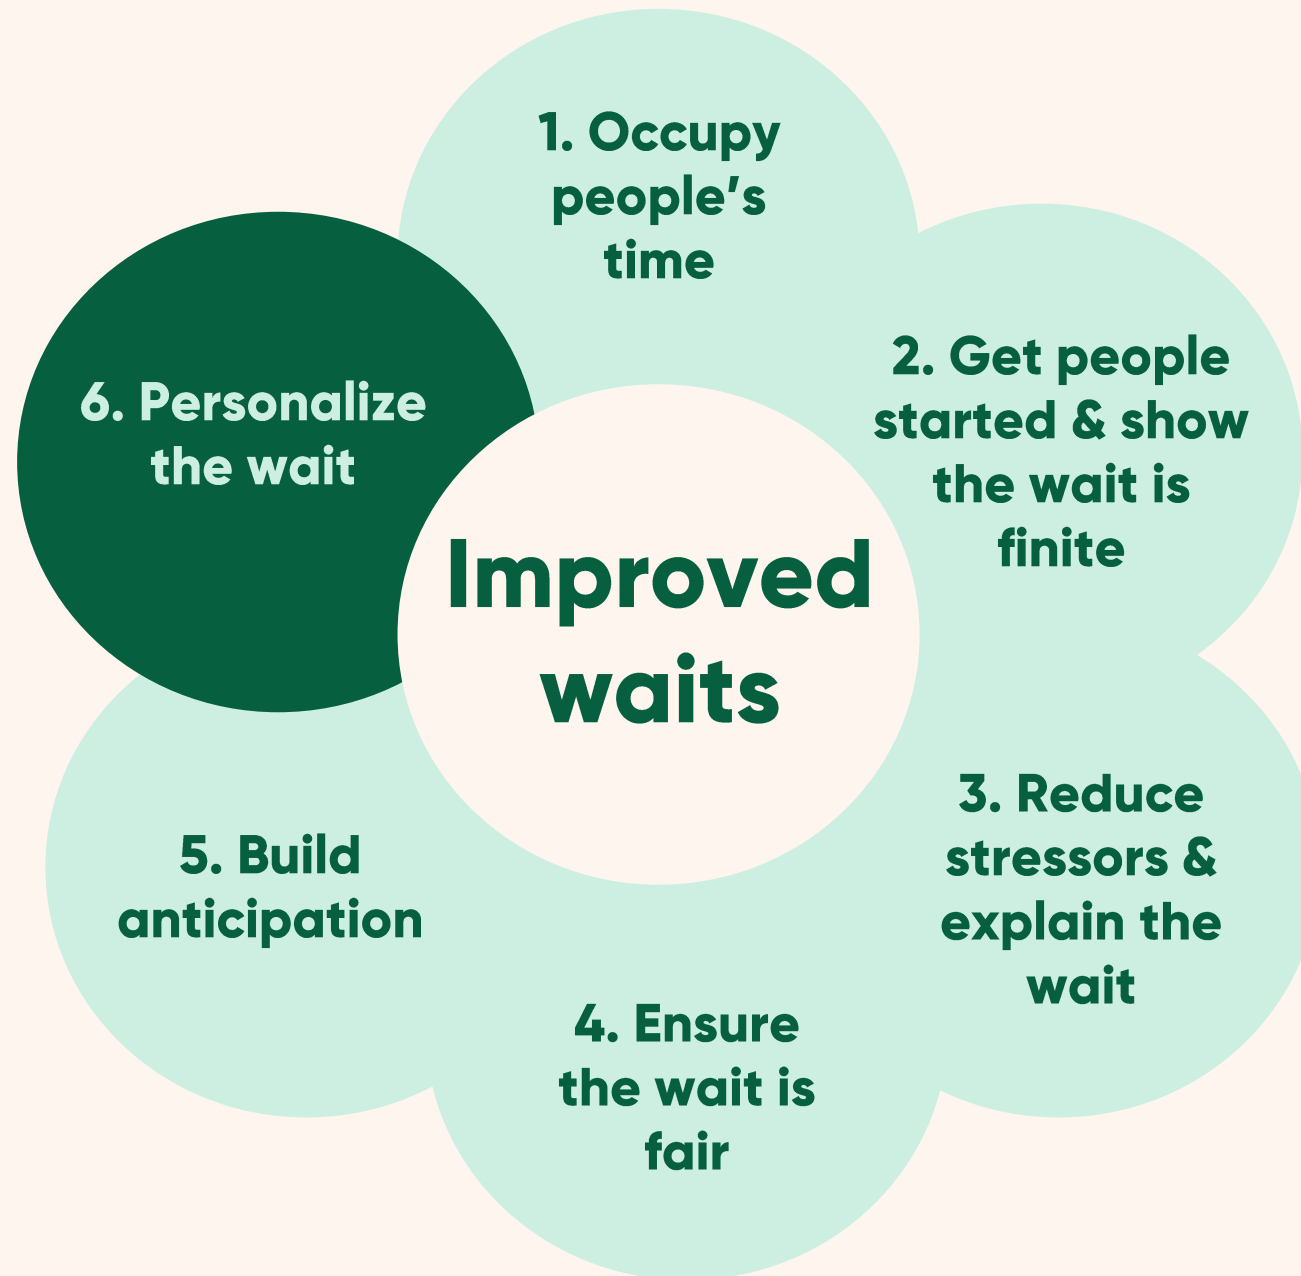 1. Occupy
people’s
time
2. Get people
started & show
the wait is
finite
3. Reduce
stressors &
explain the
wait
4. Ensure
the wait is
fair
5. Build
anticipation
6. Personalize
the wait
Improved
waits